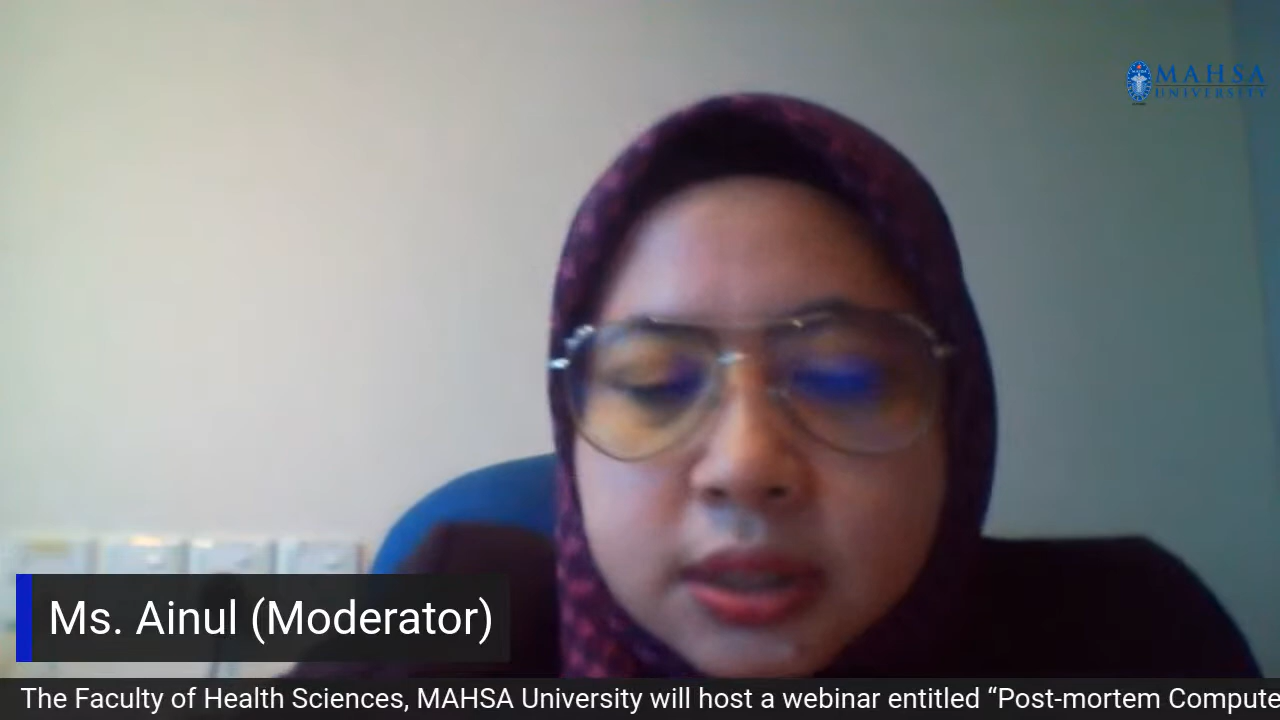 MAHSA
UNIVERSITY
Ms. Ainul (Moderator)
The Faculty of Health Sciences, MAHSA University will host a webinar entitled “Post-mortem Compute